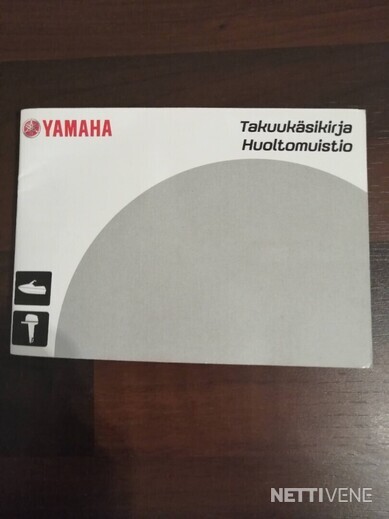 YAMAHA
Takuukäsikirja
Huoltomuistio
NETTIVENE